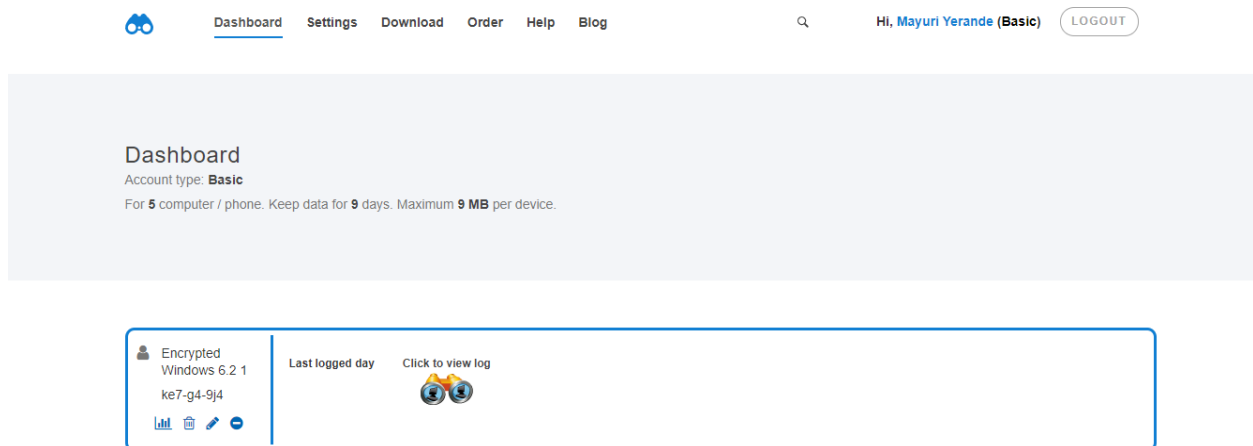 Dashboard Settings Download Order Help Blog Hi, Mayuri Yerande (Basic) LOGOUT
Dashboard
Account type: Basic
For 5 computer / phone. Keep data for 9 days. Maximum 9 MB per device.
Encrypted
Windows 6.2 1
ke7-g4-9j4
Last logged day Click to view log